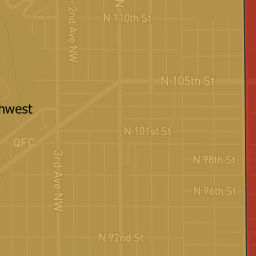 N 110th St
2nd Ave NW
N
N 105th St
hwest
N 101st St
QFC
N 98th St
3rd Ave NW
N 96th St
N 92nd St